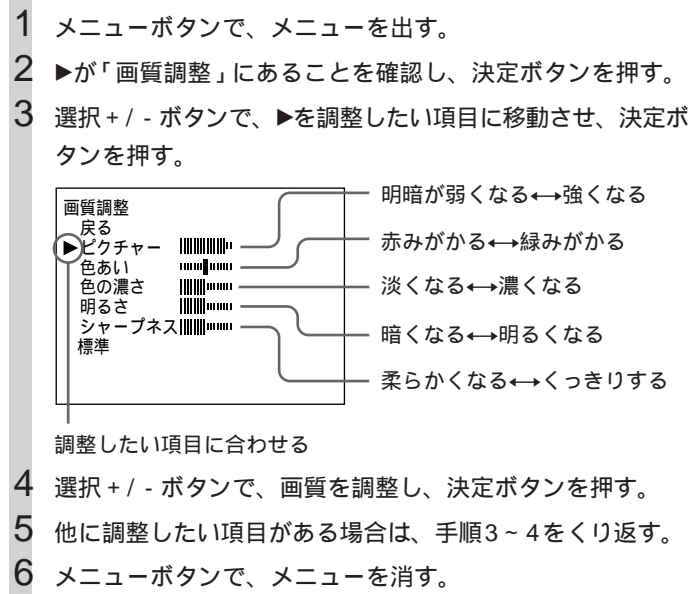 1 メニューボタンで、メニューを出す。
2 ▶が「画質調整」にあることを確認し、決定ボタンを押す。
3 選択 + / - ボタンで、▶を調整したい項目に移動させ、決定ボ
タンを押す。
画質調整
戻る
▶ピクチャー
色あい
色の濃さ
明るさ
シャープネス
標準
明暗が弱くなる↔強くなる
赤みがかる↔緑みがかる
淡くなる↔濃くなる
暗くなる↔明るくなる
柔らかくなる↔くっきりする
調整したい項目に合わせる
4 選択 + / - ボタンで、画質を調整し、決定ボタンを押す。
5 他に調整したい項目がある場合は、手順3 ~ 4をくり返す。
6 メニューボタンで、メニューを消す。